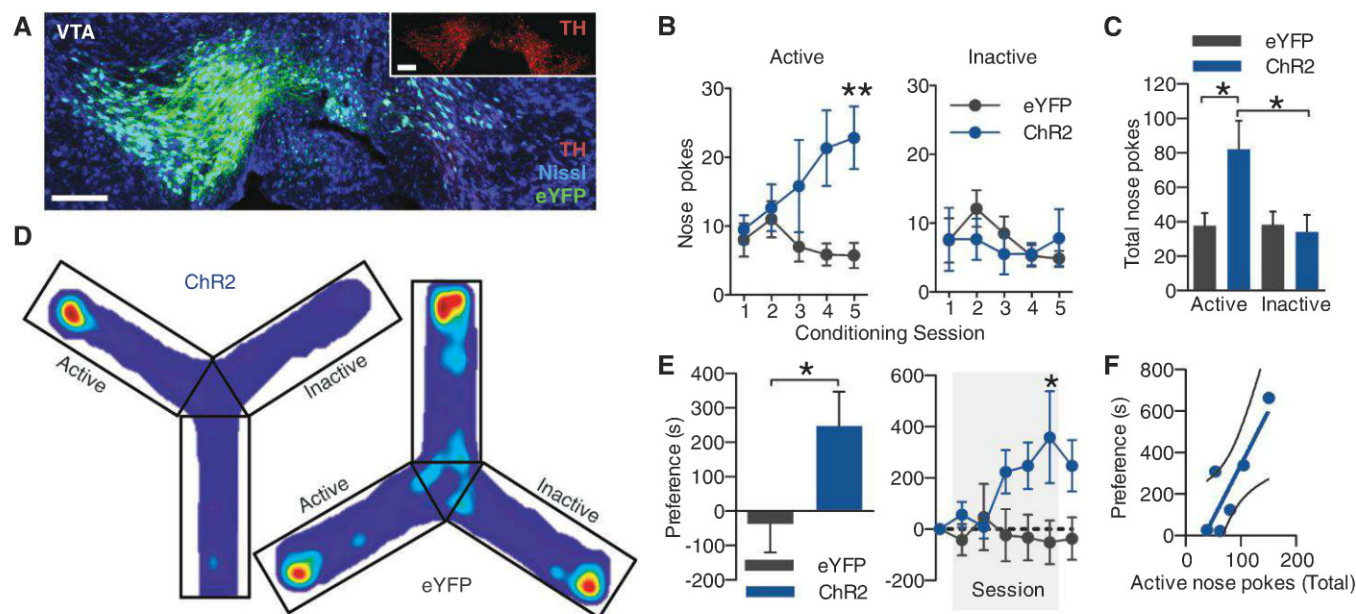 A
VTA
TH
TH
Nissl
eYFP
B
Active
Inactive
Nose pokes
30
20
10
0
1 2 3 4 5
**
30
20
10
0
1 2 3 4 5
eYFP
ChR2
Conditioning Session
C
eYFP
ChR2
Total nose pokes
120
100
80
60
40
20
0
*
*
Active Inactive
D
ChR2
Active
Inactive
Active
Inactive
eYFP
E
Preference (s)
400
300
200
100
0
-100
-200
*
eYFP
ChR2
600
400
200
0
-200
*
Session
F
Preference (s)
800
600
400
200
0
0 100 200
Active nose pokes (Total)